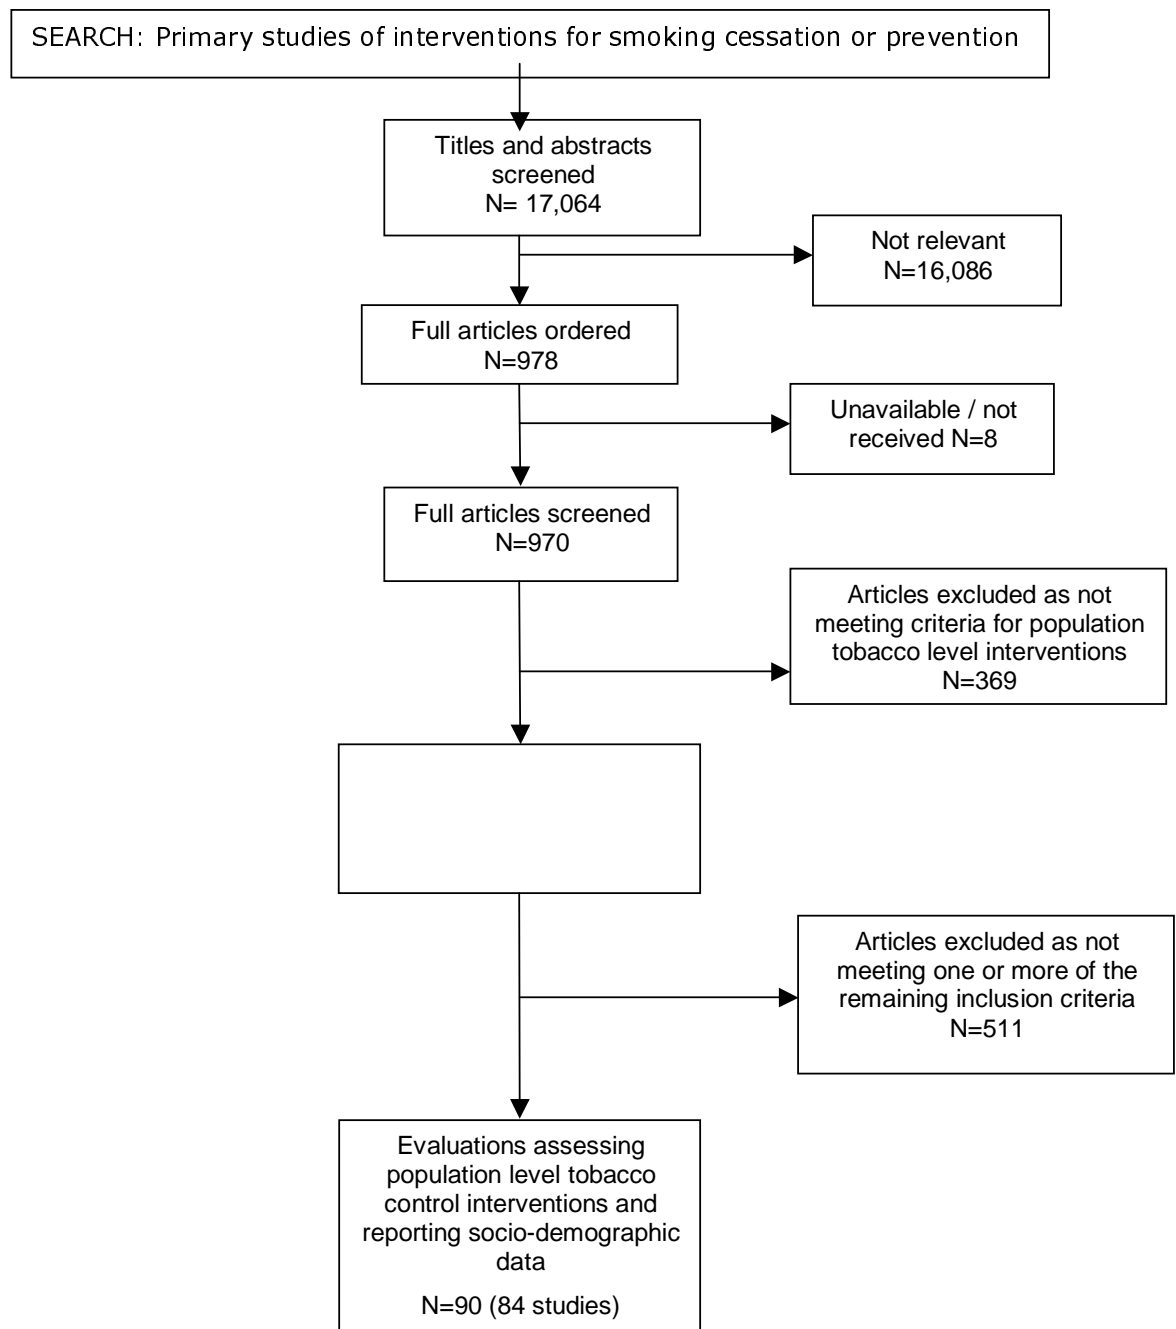 SEARCH: Primary studies of interventions for smoking cessation or prevention
Titles and abstracts
screened
N= 17,064
Not relevant
N=16,086
Full articles ordered
N=978
Unavailable / not
received N=8
Full articles screened
N=970
Articles excluded as not
meeting criteria for population
tobacco level interventions
N=369
Articles excluded as not
meeting one or more of the
remaining inclusion criteria
N=511
Evaluations assessing
population level tobacco
control interventions and
reporting socio-demographic
data
N=90 (84 studies)